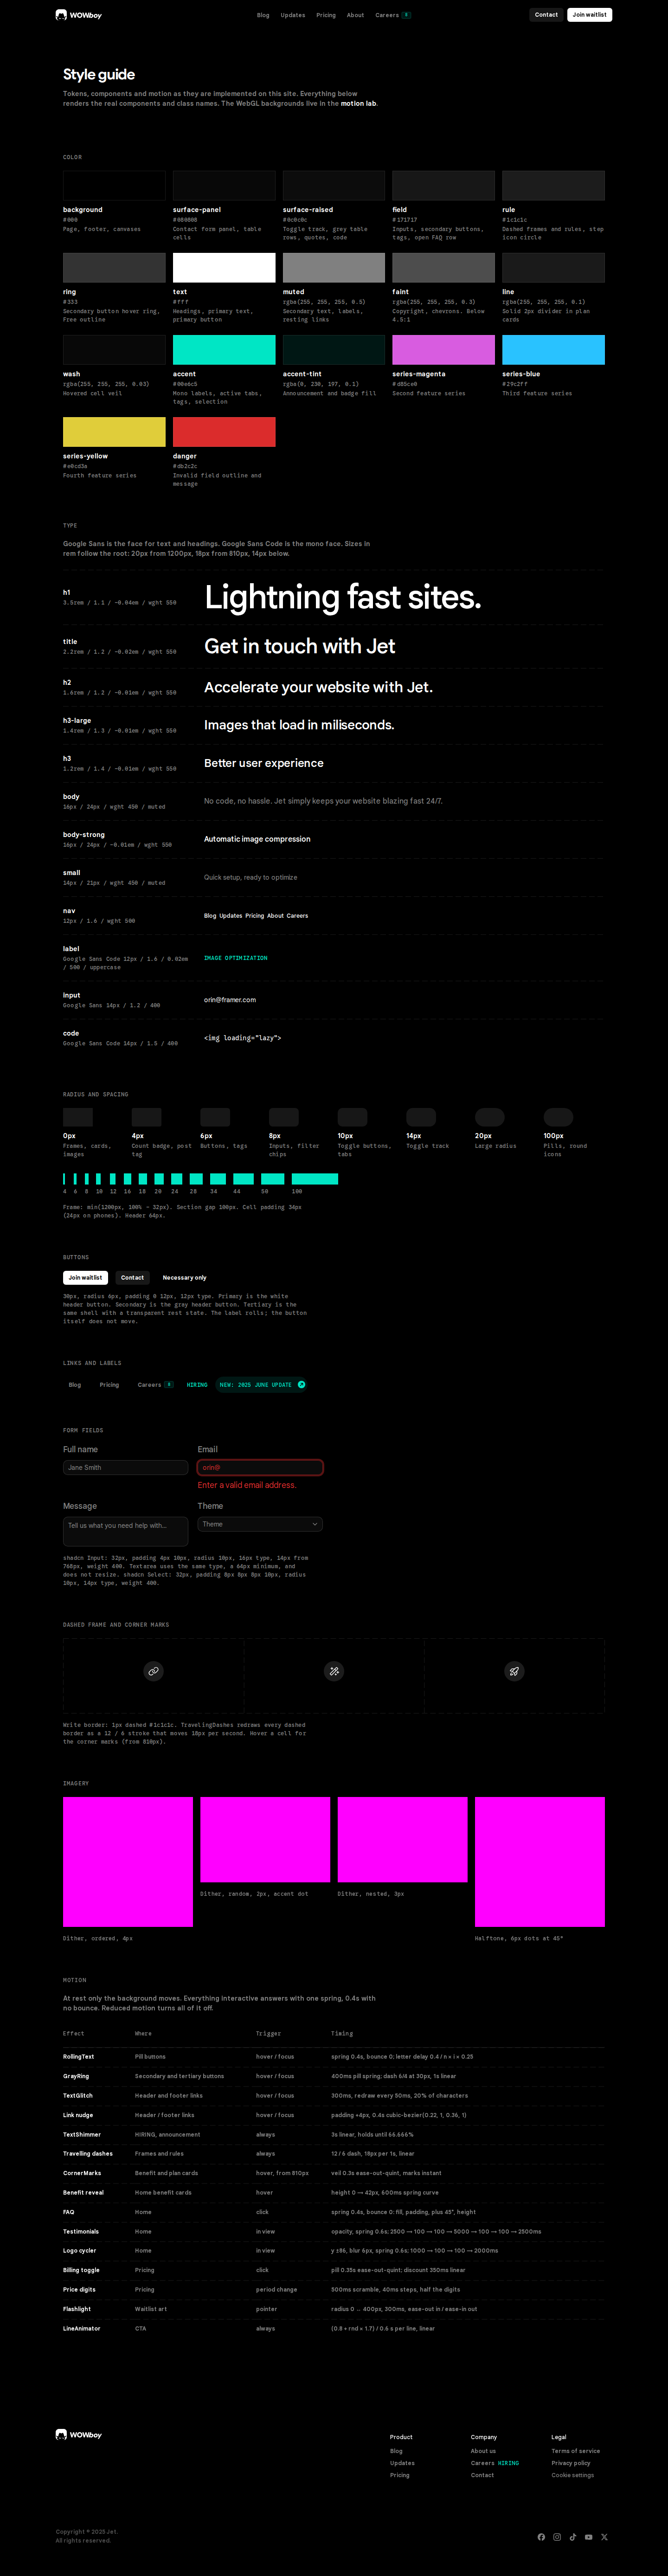 WOWboy
Blog Updates Pricing About Careers 6
Contact Join waitlist
Style guide
Tokens, components and motion as they are implemented on this site. Everything below
renders the real components and class names. The WebGL backgrounds live in the motion lab.
COLOR
background
#000
Page, footer, canvases
surface-panel
#080808
Contact form panel, table
cells
surface-raised
#0c0c0c
Toggle track, grey table
rows, quotes, code
field
#171717
Inputs, secondary buttons,
tags, open FAQ row
rule
#1c1c1c
Dashed frames and rules, step
icon circle
ring
#333
Secondary button hover ring,
Free outline
text
#fff
Headings, primary text,
primary button
muted
rgba(255, 255, 255, 0.5)
Secondary text, labels,
resting links
faint
rgba(255, 255, 255, 0.3)
Copyright, chevrons. Below
4.5:1
line
rgba(255, 255, 255, 0.1)
Solid 2px divider in plan
cards
wash
rgba(255, 255, 255, 0.03)
Hovered cell veil
accent
#00e6c5
Mono labels, active tabs,
tags, selection
accent-tint
rgba(0, 230, 197, 0.1)
Announcement and badge fill
series-magenta
#d85ce0
Second feature series
series-blue
#29c2ff
Third feature series
series-yellow
#e0cd3a
Fourth feature series
danger
#db2c2c
Invalid field outline and
message
TYPE
Google Sans is the face for text and headings. Google Sans Code is the mono face. Sizes in
rem follow the root: 20px from 1200px, 18px from 810px, 14px below.
h1
3.5rem / 1.1 / -0.04em / wght 550
Lightning fast sites.
title
2.2rem / 1.2 / -0.02em / wght 550
Get in touch with Jet
h2
1.6rem / 1.2 / -0.01em / wght 550
Accelerate your website with Jet.
h3-large
1.4rem / 1.3 / -0.01em / wght 550
Images that load in miliseconds.
h3
1.2rem / 1.4 / -0.01em / wght 550
Better user experience
body
16px / 24px / wght 450 / muted
No code, no hassle. Jet simply keeps your website blazing fast 24/7.
body-strong
16px / 24px / -0.01em / wght 550
Automatic image compression
small
14px / 21px / wght 450 / muted
Quick setup, ready to optimize
nav
12px / 1.6 / wght 500
Blog Updates Pricing About Careers
label
Google Sans Code 12px / 1.6 / 0.02em
/ 500 / uppercase
IMAGE OPTIMIZATION
input
Google Sans 14px / 1.2 / 400
orin@framer.com
code
Google Sans Code 14px / 1.5 / 400
<img loading="lazy">
RADIUS AND SPACING
0px
Frames, cards,
images
4px
Count badge, post
tag
6px
Buttons, tags
8px
Inputs, filter
chips
10px
Toggle buttons,
tabs
14px
Toggle track
20px
Large radius
100px
Pills, round
icons
4 6 8 10 12 16 18 20 24 28 34 44 50 100
Frame: min(1200px, 100% - 32px). Section gap 100px. Cell padding 34px
(24px on phones). Header 64px.
BUTTONS
Join waitlist Contact Necessary only
30px, radius 6px, padding 0 12px, 12px type. Primary is the white
header button. Secondary is the gray header button. Tertiary is the
same shell with a transparent rest state. The label rolls; the button
itself does not move.
LINKS AND LABELS
Blog Pricing Careers 6 HIRING NEW: 2025 JUNE UPDATE
FORM FIELDS
Full name
Jane Smith
Email
orin@
Enter a valid email address.
Message
Tell us what you need help with...
Theme
Theme
shadcn Input: 32px, padding 4px 10px, radius 10px, 16px type, 14px from
768px, weight 400. Textarea uses the same type, a 64px minimum, and
does not resize. shadcn Select: 32px, padding 8px 8px 8px 10px, radius
10px, 14px type, weight 400.
DASHED FRAME AND CORNER MARKS
Write border: 1px dashed #1c1c1c. TravelingDashes redraws every dashed
border as a 12 / 6 stroke that moves 18px per second. Hover a cell for
the corner marks (from 810px).
IMAGERY
Dither, ordered, 4px
Dither, random, 2px, accent dot
Dither, nested, 3px
Halftone, 6px dots at 45°
MOTION
At rest only the background moves. Everything interactive answers with one spring, 0.4s with
no bounce. Reduced motion turns all of it off.
Effect Where Trigger Timing
RollingText Pill buttons hover / focus spring 0.4s, bounce 0; letter delay 0.4 / n × i × 0.25
GrayRing Secondary and tertiary buttons hover / focus 400ms pill spring; dash 6/4 at 30px, 1s linear
TextGlitch Header and footer links hover / focus 300ms, redraw every 50ms, 20% of characters
Link nudge Header / footer links hover / focus padding +4px, 0.4s cubic-bezier(0.22, 1, 0.36, 1)
TextShimmer HIRING, announcement always 3s linear, holds until 66.666%
Travelling dashes Frames and rules always 12 / 6 dash, 18px per 1s, linear
CornerMarks Benefit and plan cards hover, from 810px veil 0.3s ease-out-quint, marks instant
Benefit reveal Home benefit cards hover height 0 → 42px, 600ms spring curve
FAQ Home click spring 0.4s, bounce 0: fill, padding, plus 45°, height
Testimonials Home in view opacity, spring 0.6s; 2500 → 100 → 100 → 5000 → 100 → 100 → 2500ms
Logo cycler Home in view y ±86, blur 6px, spring 0.6s; 1000 → 100 → 100 → 2000ms
Billing toggle Pricing click pill 0.35s ease-out-quint; discount 350ms linear
Price digits Pricing period change 500ms scramble, 40ms steps, half the digits
Flashlight Waitlist art pointer radius 0 ↔ 400px, 300ms, ease-out in / ease-in out
LineAnimator CTA always (0.8 + rnd × 1.7) / 0.6 s per line, linear
WOWboy
Product
Blog
Updates
Pricing
Company
About us
Careers HIRING
Contact
Legal
Terms of service
Privacy policy
Cookie settings
Copyright © 2025 Jet.
All rights reserved.